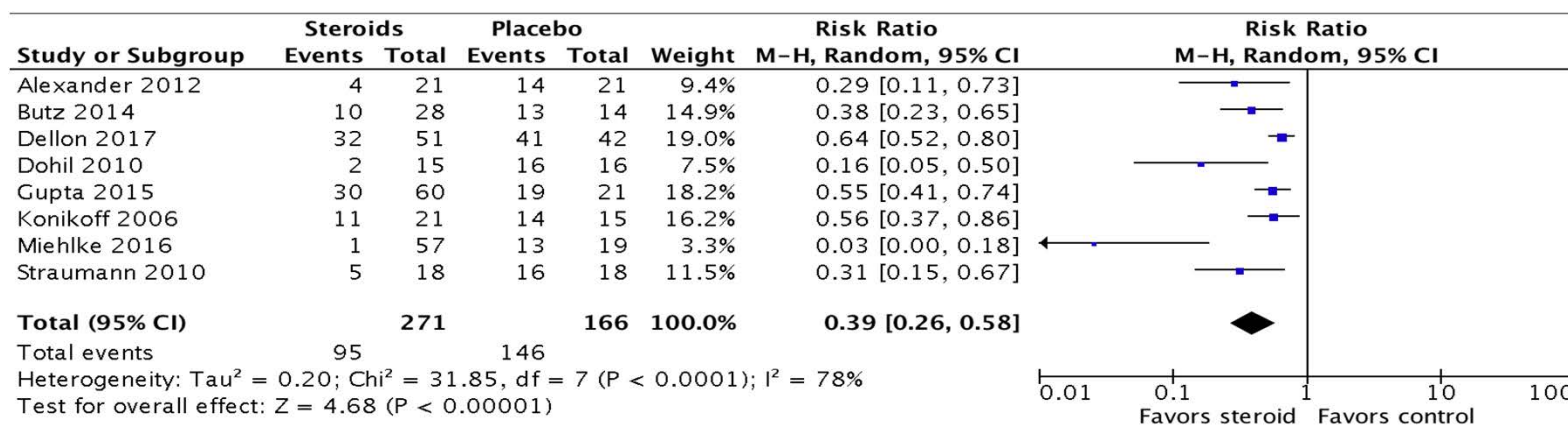 Steroids Placebo Risk Ratio Risk Ratio
Study or Subgroup Events Total Events Total Weight M-H, Random, 95% CI M-H, Random, 95% CI
Alexander 2012 4 21 14 21 9.4% 0.29 [0.11, 0.73]
Butz 2014 10 28 13 14 14.9% 0.38 [0.23, 0.65]
Dellon 2017 32 51 41 42 19.0% 0.64 [0.52, 0.80]
Dohil 2010 2 15 16 16 7.5% 0.16 [0.05, 0.50]
Gupta 2015 30 60 19 21 18.2% 0.55 [0.41, 0.74]
Konikoff 2006 11 21 14 15 16.2% 0.56 [0.37, 0.86]
Miehlke 2016 1 57 13 19 3.3% 0.03 [0.00, 0.18]
Straumann 2010 5 18 16 18 11.5% 0.31 [0.15, 0.67]
Total (95% CI) 271 166 100.0% 0.39 [0.26, 0.58]
Total events 95 146
Heterogeneity: Tau² = 0.20; Chi² = 31.85, df = 7 (P < 0.0001); I² = 78%
Test for overall effect: Z = 4.68 (P < 0.00001)
0.01 0.1 1 10 100
Favors steroid Favors control